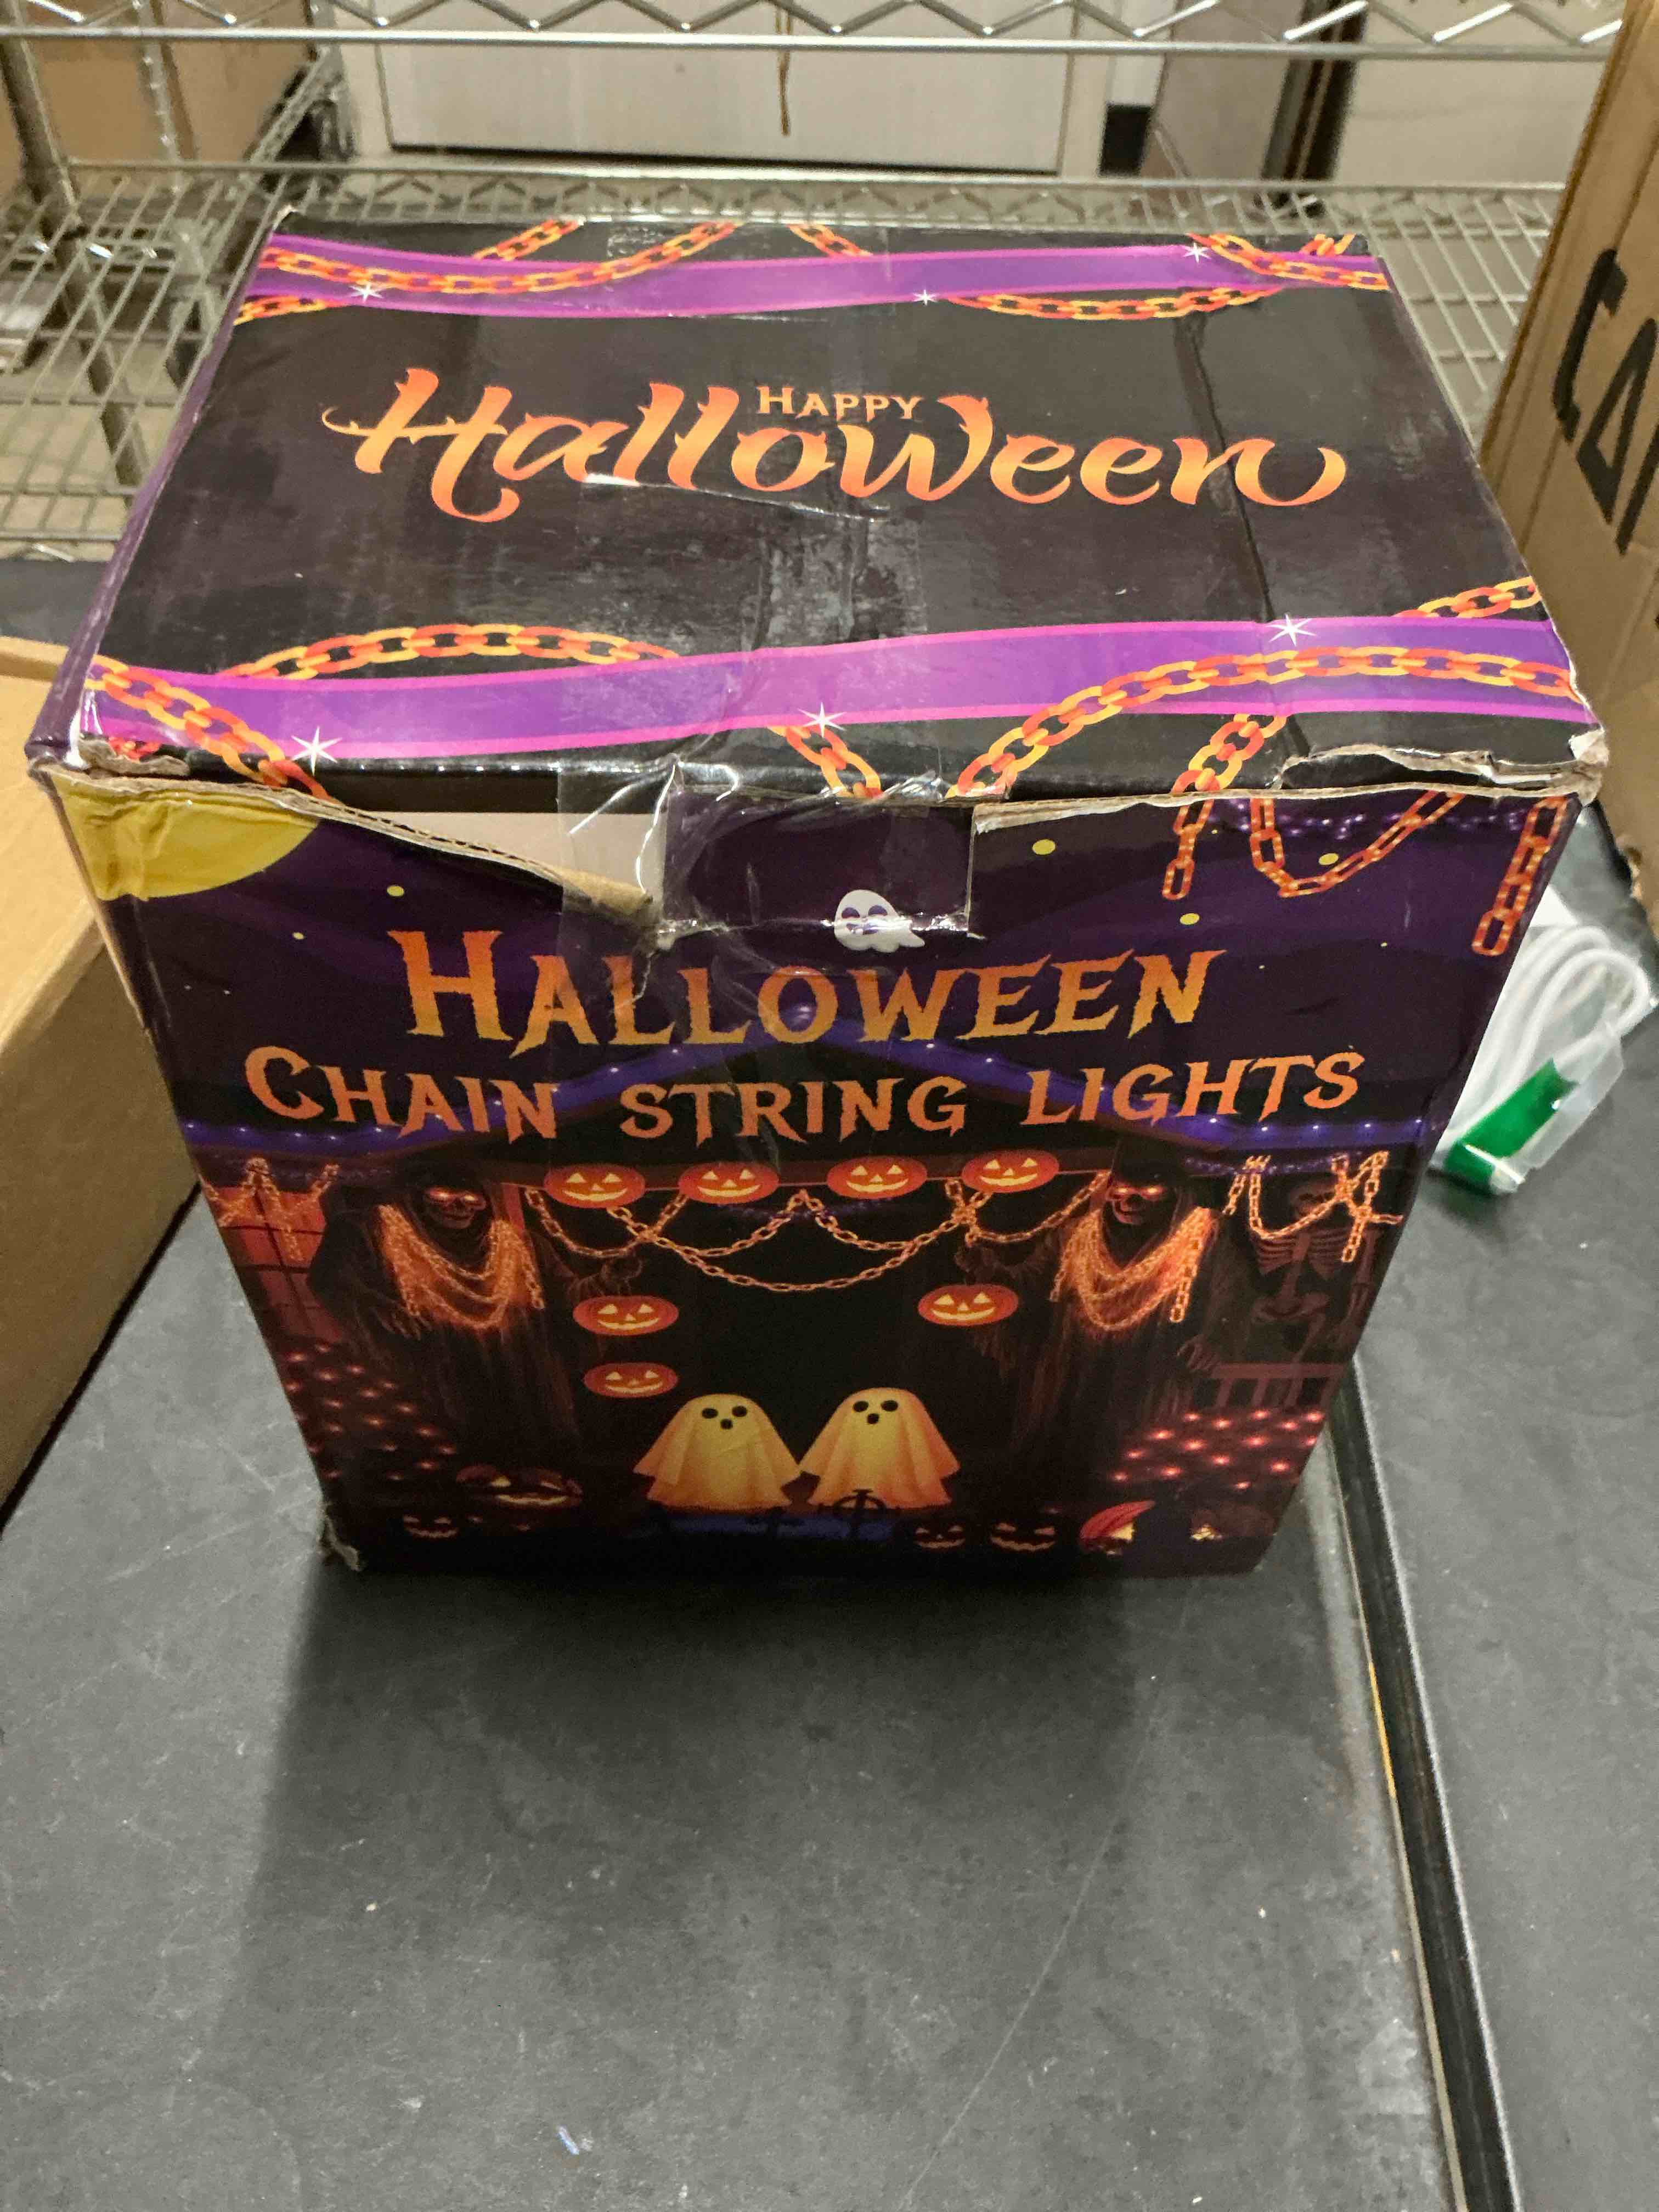 HAPPY
Halloween
HALLOWEEN
CHAIN STRING LIGHTS